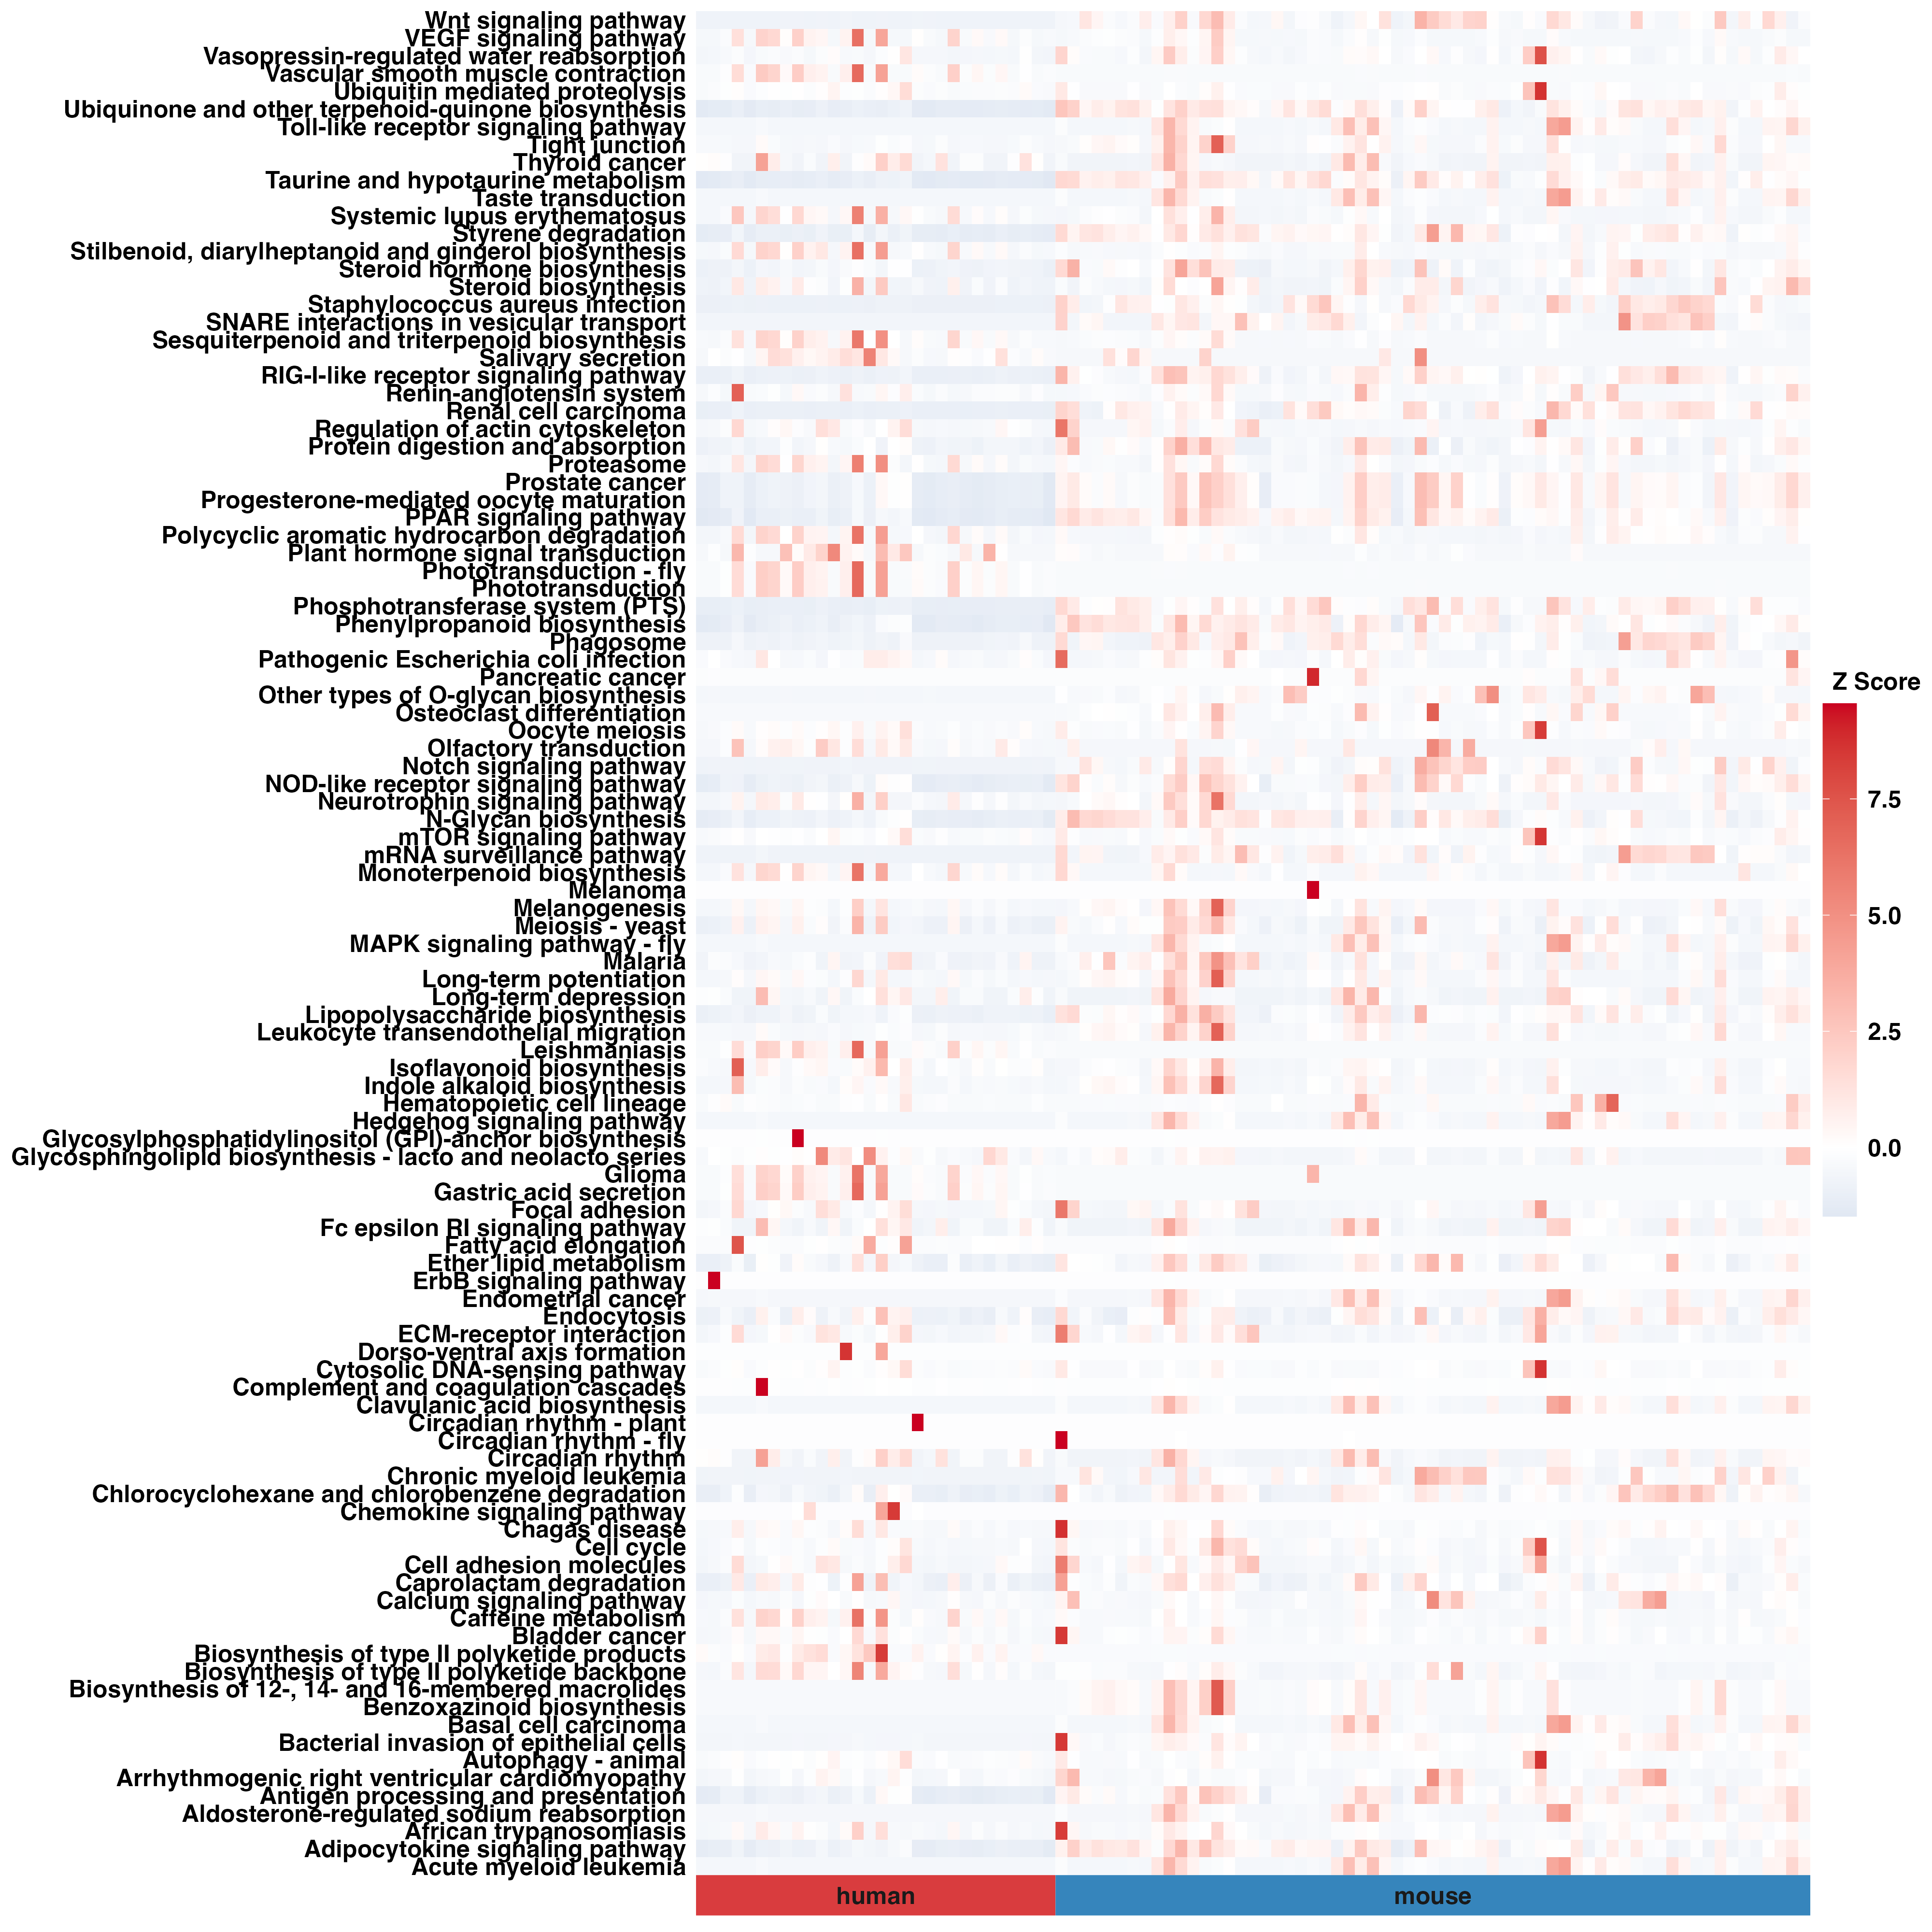 Wnt signaling pathway
VEGF signaling pathway
Vasopressin-regulated water reabsorption
Vascular smooth muscle contraction
Ubiquitin mediated proteolysis
Ubiquinone and other terpenoid-quinone biosynthesis
Toll-like receptor signaling pathway
Tight junction
Thyroid cancer
Taurine and hypotaurine metabolism
Taste transduction
Systemic lupus erythematosus
Styrene degradation
Stilbenoid, diarylheptanoid and gingerol biosynthesis
Steroid hormone biosynthesis
Steroid biosynthesis
Staphylococcus aureus infection
SNARE interactions in vesicular transport
Sesquiterpenoid and triterpenoid biosynthesis
Salivary secretion
RIG-I-like receptor signaling pathway
Renin-angiotensin system
Renal cell carcinoma
Regulation of actin cytoskeleton
Protein digestion and absorption
Proteasome
Prostate cancer
Progesterone-mediated oocyte maturation
PPAR signaling pathway
Polycyclic aromatic hydrocarbon degradation
Plant hormone signal transduction
Phototransduction - fly
Phototransduction
Phosphotransferase system (PTS)
Phenylpropanoid biosynthesis
Phagosome
Pathogenic Escherichia coli infection
Pancreatic cancer
Other types of O-glycan biosynthesis
Osteoclast differentiation
Oocyte meiosis
Olfactory transduction
Notch signaling pathway
NOD-like receptor signaling pathway
Neurotrophin signaling pathway
N-Glycan biosynthesis
mTOR signaling pathway
mRNA surveillance pathway
Monoterpenoid biosynthesis
Melanoma
Melanogenesis
Meiosis - yeast
MAPK signaling pathway - fly
Malaria
Long-term potentiation
Long-term depression
Lipopolysaccharide biosynthesis
Leukocyte transendothelial migration
Leishmaniasis
Isoflavonoid biosynthesis
Indole alkaloid biosynthesis
Hematopoietic cell lineage
Hedgehog signaling pathway
Glycosylphosphatidylinositol (GPI)-anchor biosynthesis
Glycosphingolipid biosynthesis - lacto and neolacto series
Glioma
Gastric acid secretion
Focal adhesion
Fc epsilon RI signaling pathway
Fatty acid elongation
Ether lipid metabolism
ErbB signaling pathway
Endometrial cancer
Endocytosis
ECM-receptor interaction
Dorso-ventral axis formation
Cytosolic DNA-sensing pathway
Complement and coagulation cascades
Clavulanic acid biosynthesis
Circadian rhythm - plant
Circadian rhythm - fly
Circadian rhythm
Chronic myeloid leukemia
Chlorocyclohexane and chlorobenzene degradation
Chemokine signaling pathway
Chagas disease
Cell cycle
Cell adhesion molecules
Caprolactam degradation
Calcium signaling pathway
Caffeine metabolism
Bladder cancer
Biosynthesis of type II polyketide products
Biosynthesis of type II polyketide backbone
Biosynthesis of 12-, 14- and 16-membered macrolides
Benzoxazinoid biosynthesis
Basal cell carcinoma
Bacterial invasion of epithelial cells
Autophagy - animal
Arrhythmogenic right ventricular cardiomyopathy
Antigen processing and presentation
Aldosterone-regulated sodium reabsorption
African trypanosomiasis
Adipocytokine signaling pathway
Acute myeloid leukemia
human
mouse
Z Score
7.5
5.0
2.5
0.0